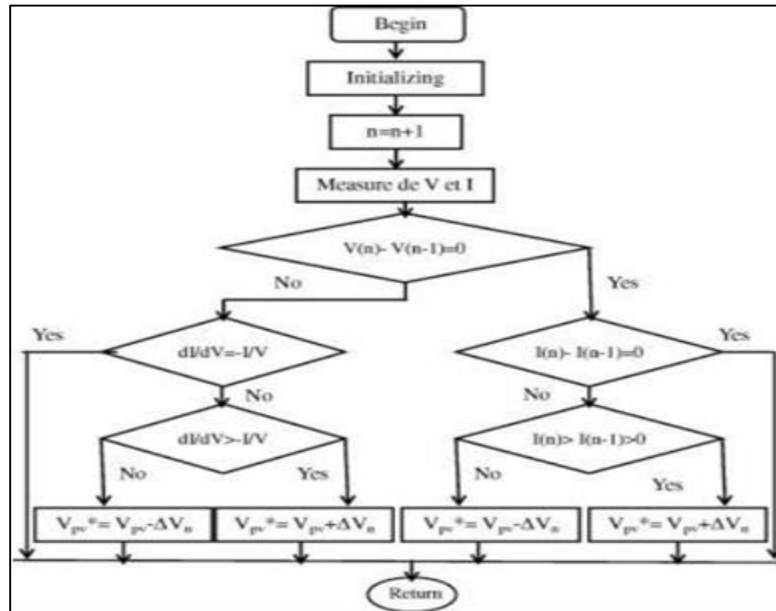 Begin
Initializing
n=n+1
Measure de V et I
V(n)- V(n-1)=0
No
Yes
Yes
dI/dV=-I/V
I(n)- I(n-1)=0
Yes
No
No
dI/dV>-I/V
I(n)> I(n-1)>0
No
Yes
No
Yes
Vpv*= Vpv-ΔVn
Vpv*= Vpv+ΔVn
Vpv*= Vpv-ΔVn
Vpv*= Vpv+ΔVn
Return